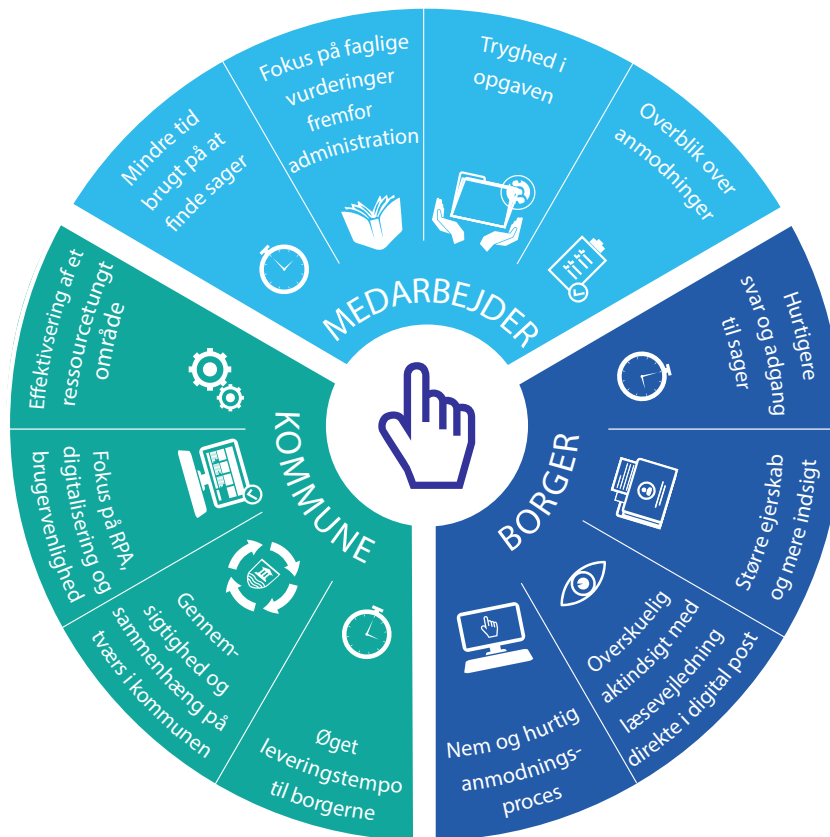 MEDARBEJDER
Mindre tid
brugt på at
finde sager
Fokus på faglige
vurderinger
fremfor
administration
Tryghed i
opgaven
Overblik over
anmodninger
BORGER
Hurtigere
svar og adgang
til sager
Større ejerskab
og mere indsigt
Overskuelig
aktindsigt med
læsevejledning
direkte i digital post
Nem og hurtig
anmodnings-
proces
KOMMUNE
Øget
leveringstempo
til borgerne
Gennem-
sigtighed og
sammenhæng på
tværs i kommunen
Fokus på RPA,
digitalisering og
brugervenlighed
Effektivsering af et
ressourcetungt
område